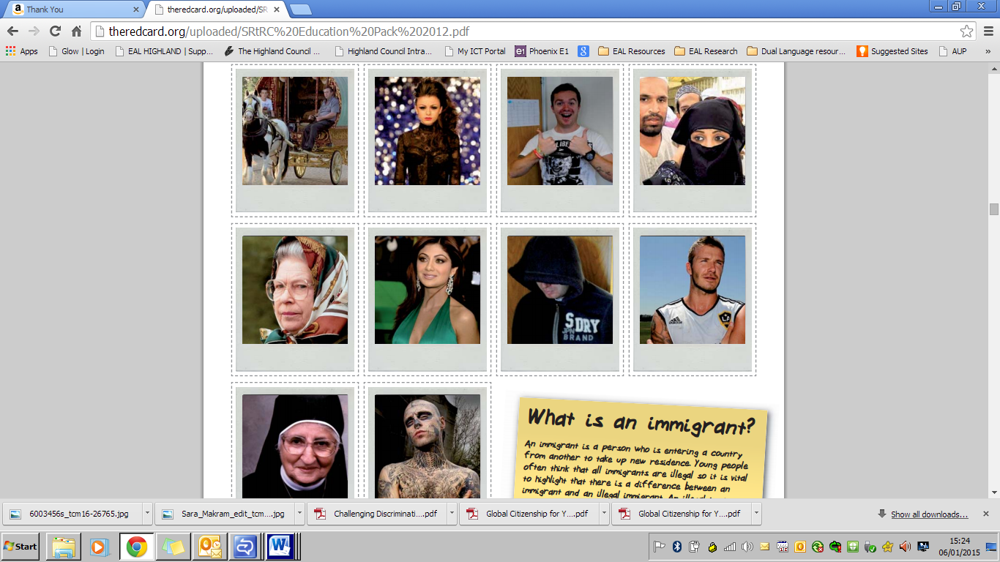 Thank You
theredcard.org/uploaded/SR
theredcard.org/uploaded/SRtRC%20Education%20Pack%202012.pdf
Apps
Glow | Login
EAL HIGHLAND | Supp...
The Highland Council ...
Highland Council Intra...
My ICT Portal
e1 Phoenix E1
EAL Resources
EAL Research
Dual Language resour...
Suggested Sites
AUP
»
SDRY
JPN
BRAND
adidas
What is an immigrant?
An immigrant is a person who is entering a country
from another to take up new residence. Young people
often think that all immigrants are illegal so it is vital
to highlight that there is a difference between an
immigrant and an illegal immigrant. An illegal
6003456s_tcm16-26765.jpg
Sara_Makram_edit_tcm....jpg
Challenging Discriminati....pdf
Global Citizenship for Y....pdf
Global Citizenship for Y....pdf
Show all downloads...
Start
15:24
06/01/2015